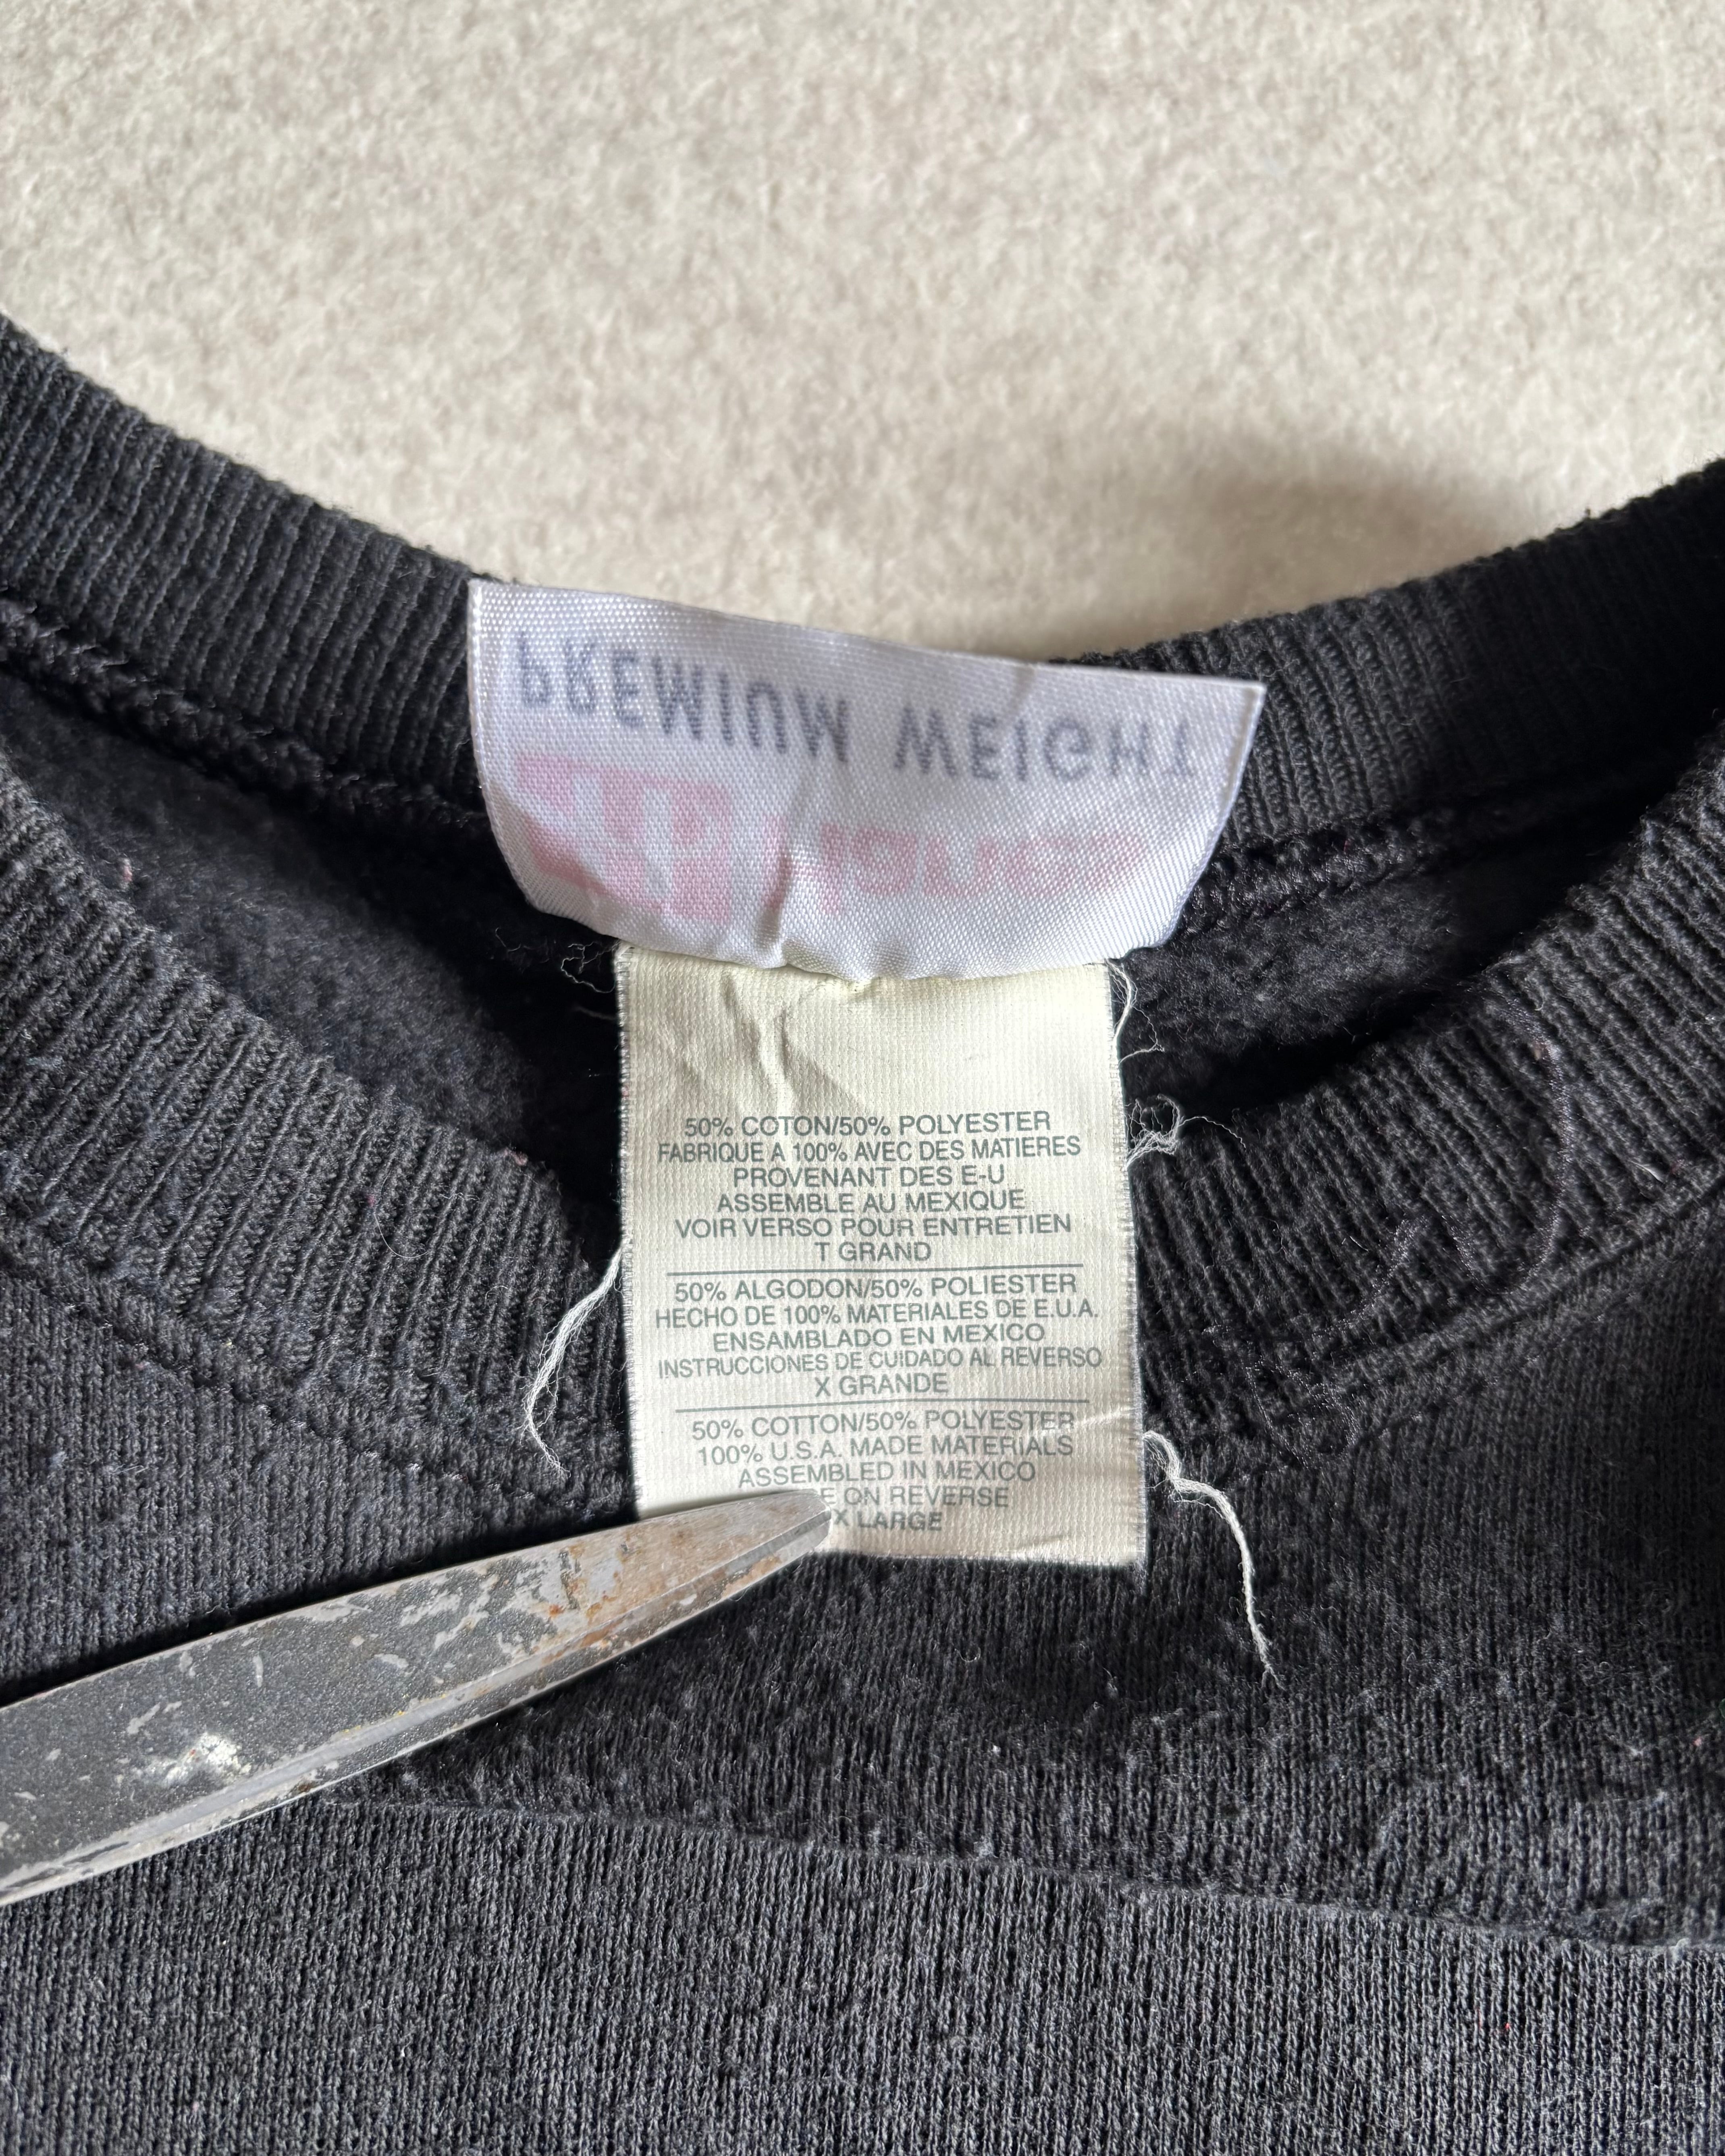 PREMIUM WEIGHT
50% COTON/50% POLYESTER
FABRIQUE A 100% AVEC DES MATIERES
PROVENANT DES E-U
ASSEMBLE AU MEXIQUE
VOIR VERSO POUR ENTRETIEN
T GRAND
50% ALGODON/50% POLIESTER
HECHO DE 100% MATERIALES DE E.U.A.
ENSAMBLADO EN MEXICO
INSTRUCCIONES DE CUIDADO AL REVERSO
X GRANDE
50% COTTON/50% POLYESTER
100% U.S.A. MADE MATERIALS
ASSEMBLED IN MEXICO
ON REVERSE
X LARGE